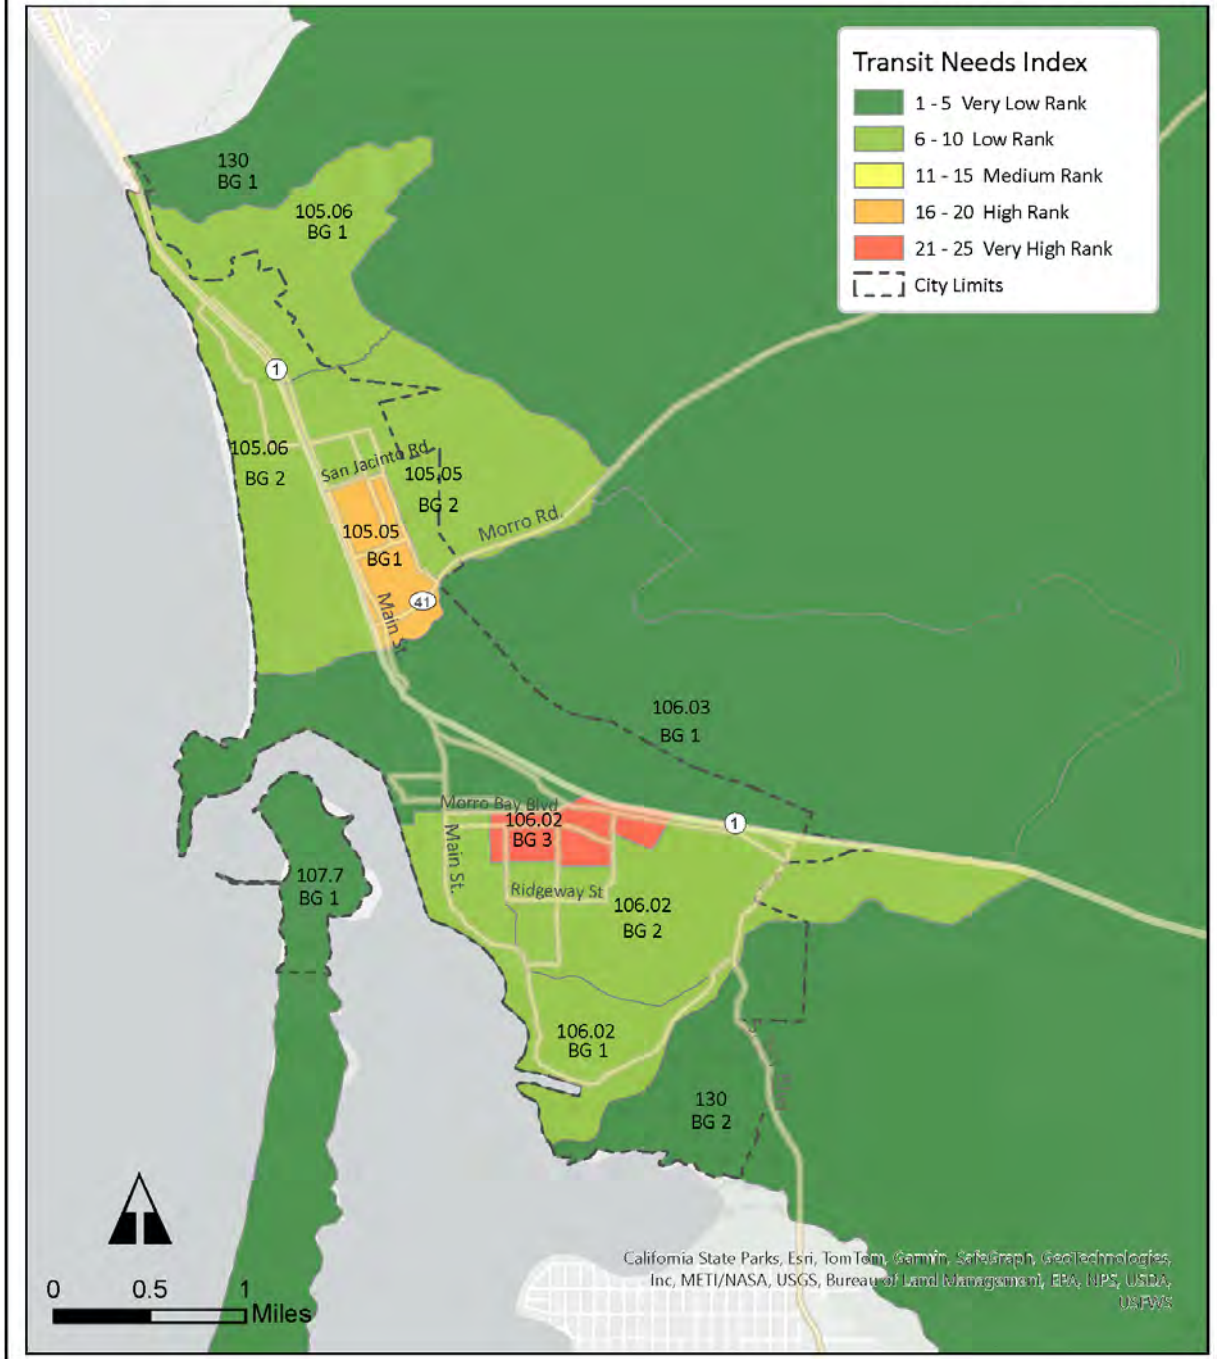 Transit Needs Index
1 - 5 Very Low Rank
6 - 10 Low Rank
11 - 15 Medium Rank
16 - 20 High Rank
21 - 25 Very High Rank
City Limits
130
BG 1
105.06
BG 1
1
105.06
BG 2
San Jacinto Rd.
105.05
BG 2
Morro Rd.
105.05
BG1
41
Main St.
106.03
BG 1
Morro Bay Blvd
106.02
BG 3
1
Main St.
107.7
BG 1
Ridgeway St
106.02
BG 2
106.02
BG 1
130
BG 2
California State Parks, Esri, TomTom, Garmin, SafeGraph, GeoTechnologies,
Inc, METI/NASA, USGS, Bureau of Land Management, EPA, NPS, USDA,
USFWS
0 0.5 1
Miles